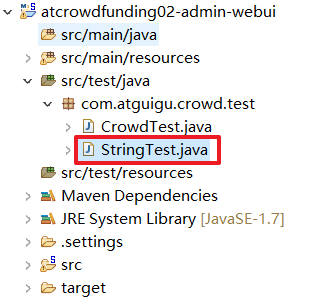 atcrowdfunding02-admin-webui
src/main/java
src/main/resources
src/test/java
com.atguigu.crowd.test
CrowdTest.java
StringTest.java
src/test/resources
Maven Dependencies
JRE System Library [JavaSE-1.7]
.settings
src
target